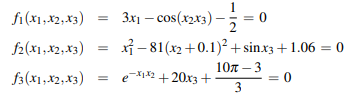 f₁(x₁,x₂,x₃) = 3x₁ − cos(x₂x₃) − 1/2 = 0
f₂(x₁,x₂,x₃) = x₁² − 81(x₂ + 0.1)² + sin x₃ + 1.06 = 0
f₃(x₁,x₂,x₃) = e^(−x₁x₂) + 20x₃ + (10π − 3)/3 = 0